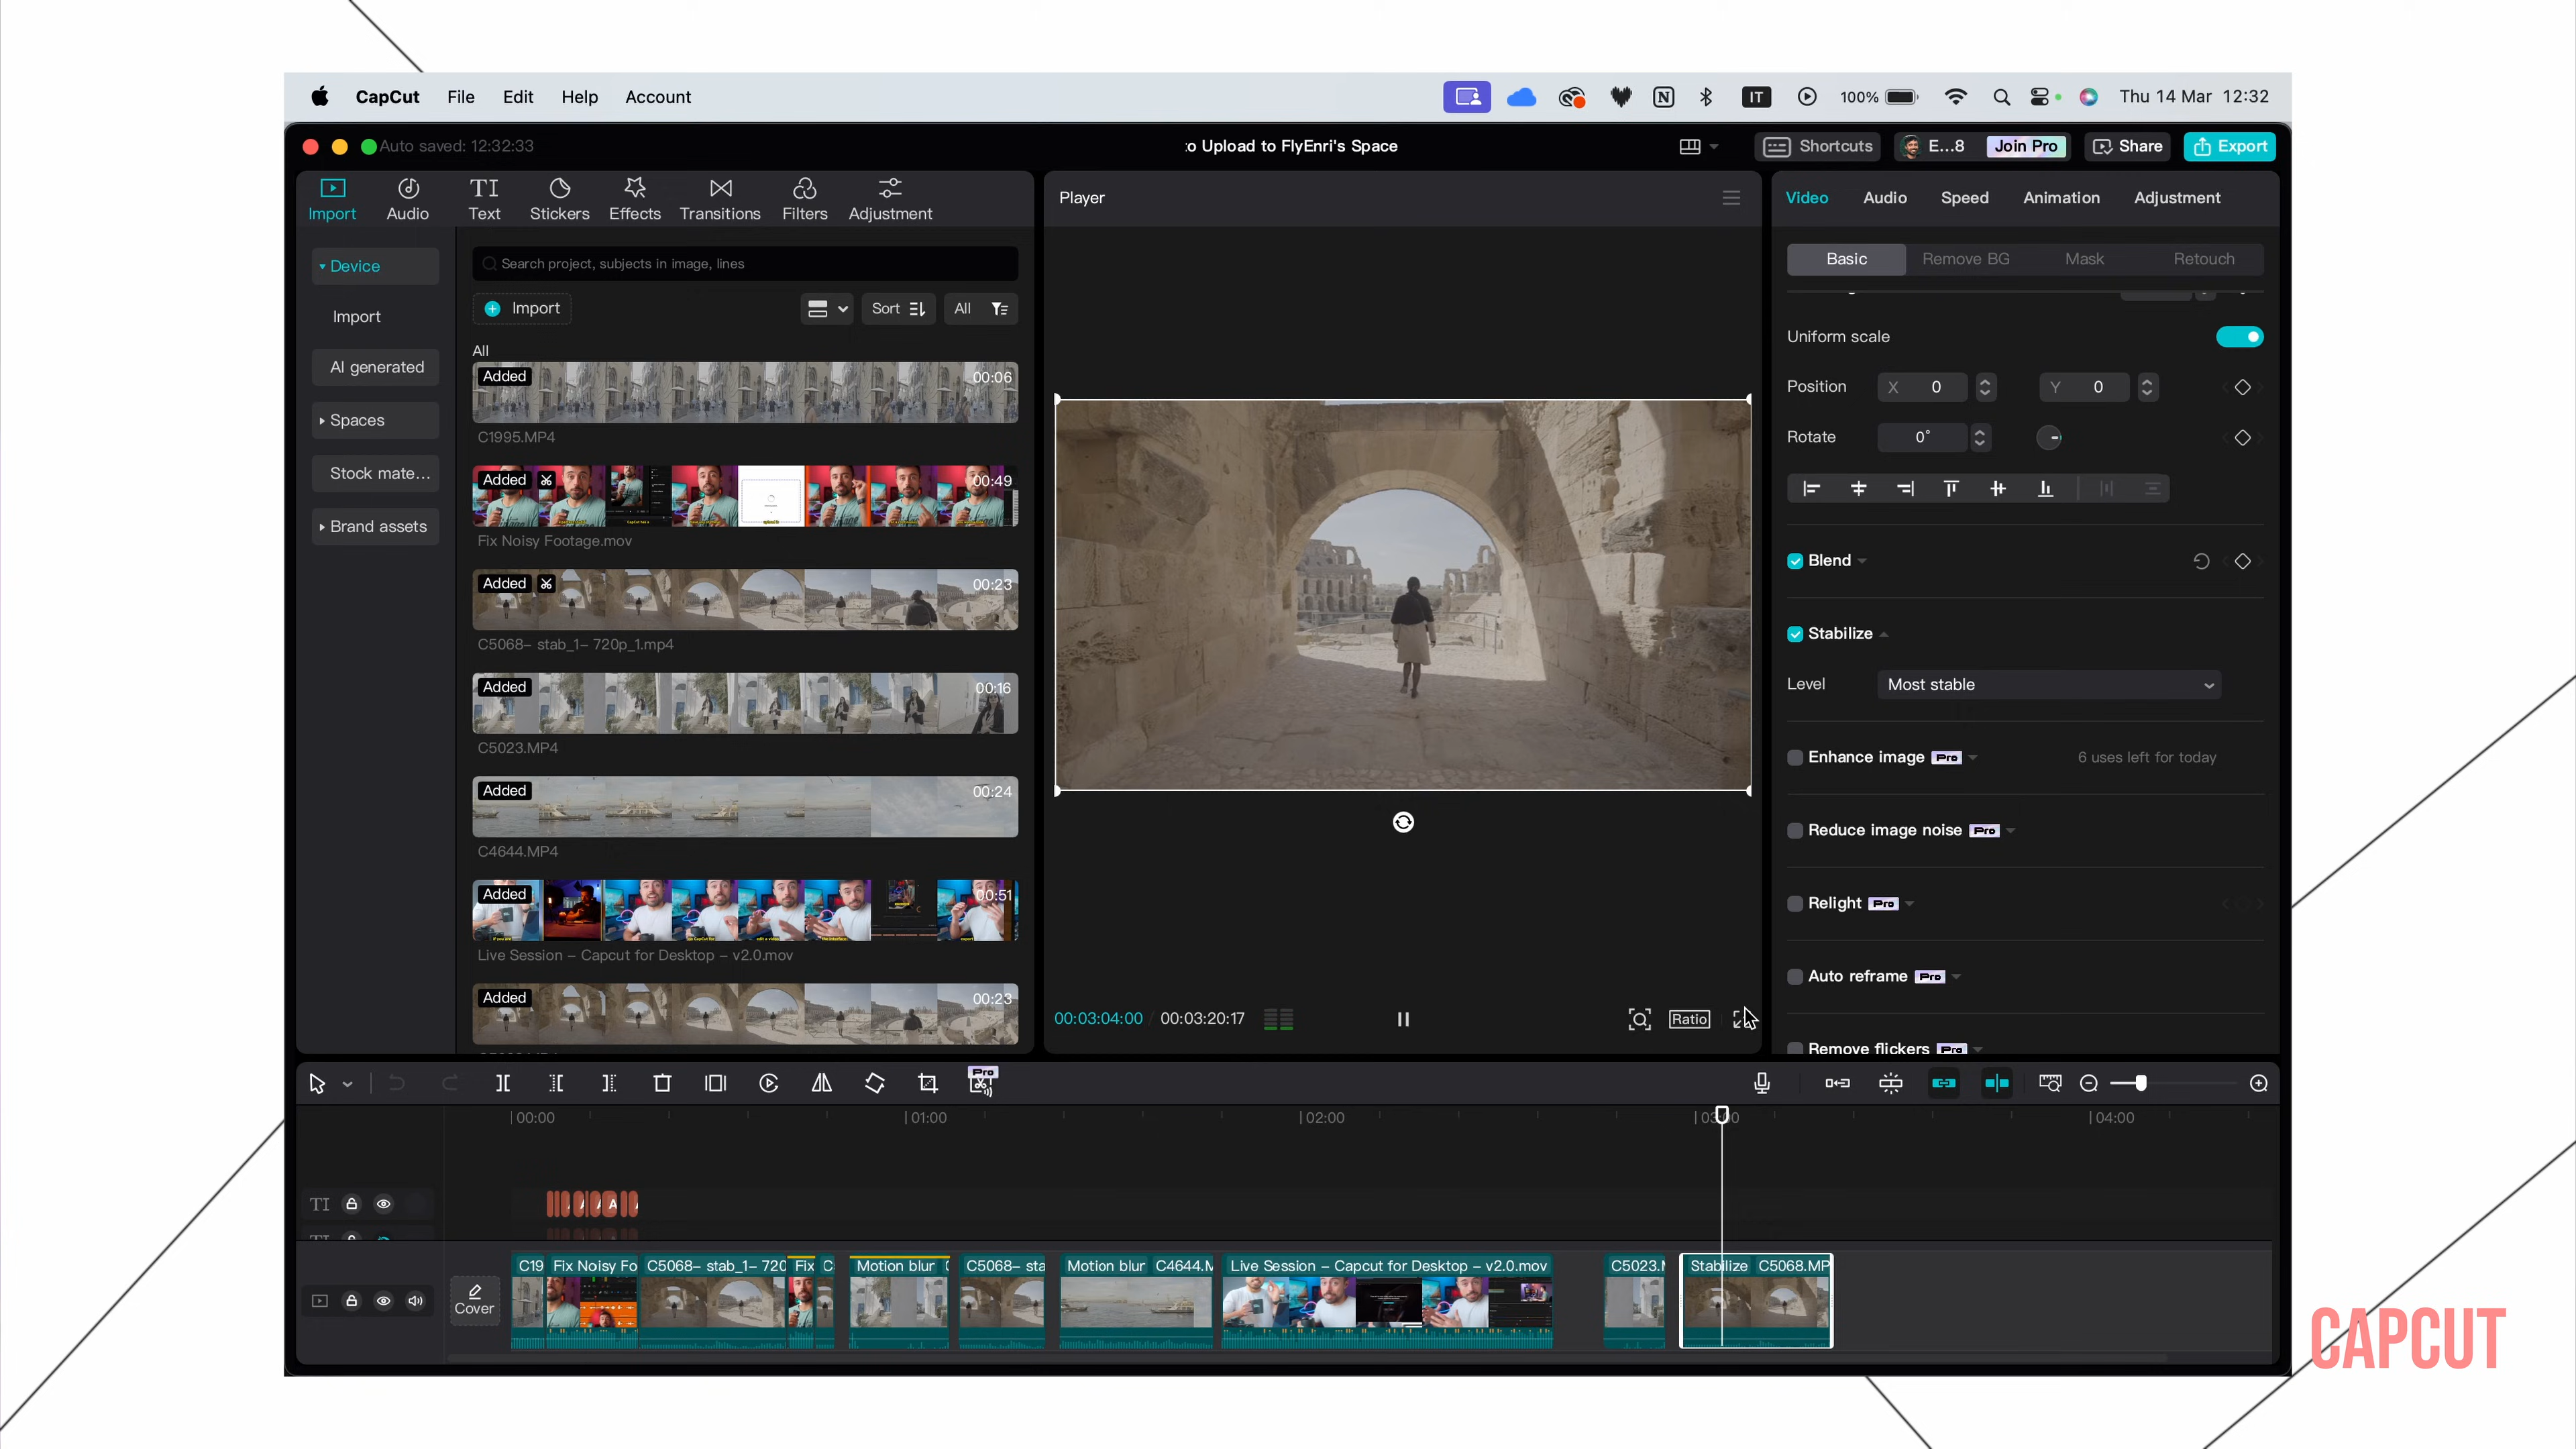 CapCut File Edit Help Account
IT 100% Thu 14 Mar 12:32
Auto saved: 12:32:33
o Upload to FlyEnri's Space
Shortcuts E...8 Join Pro Share Export
Import Audio TI Text Stickers Effects Transitions Filters Adjustment
Device
Import
AI generated
Spaces
Stock mate...
Brand assets
Search project, subjects in image, lines
Import Sort All
All
Added 00:06
C1995.MP4
Added 00:49
Fix Noisy Footage.mov
Added 00:23
C5068– stab_1– 720p_1.mp4
Added 00:16
C5023.MP4
Added 00:24
C4644.MP4
Added 00:51
Live Session – Capcut for Desktop – v2.0.mov
Added 00:23
Player
00:03:04:00 / 00:03:20:17
Ratio
Video Audio Speed Animation Adjustment
Basic Remove BG Mask Retouch
Uniform scale
Position X 0 Y 0
Rotate 0°
Blend
Stabilize
Level Most stable
Enhance image Pro 6 uses left for today
Reduce image noise Pro
Relight Pro
Auto reframe Pro
Remove flickers Pro
Pro
00:00 01:00 02:00 03:00 04:00
TI
Cover
C19 Fix Noisy Fo C5068– stab_1– 720 Fix C Motion blur C5068– sta Motion blur C4644.M Live Session – Capcut for Desktop – v2.0.mov C5023.M Stabilize C5068.MP
CAPCUT